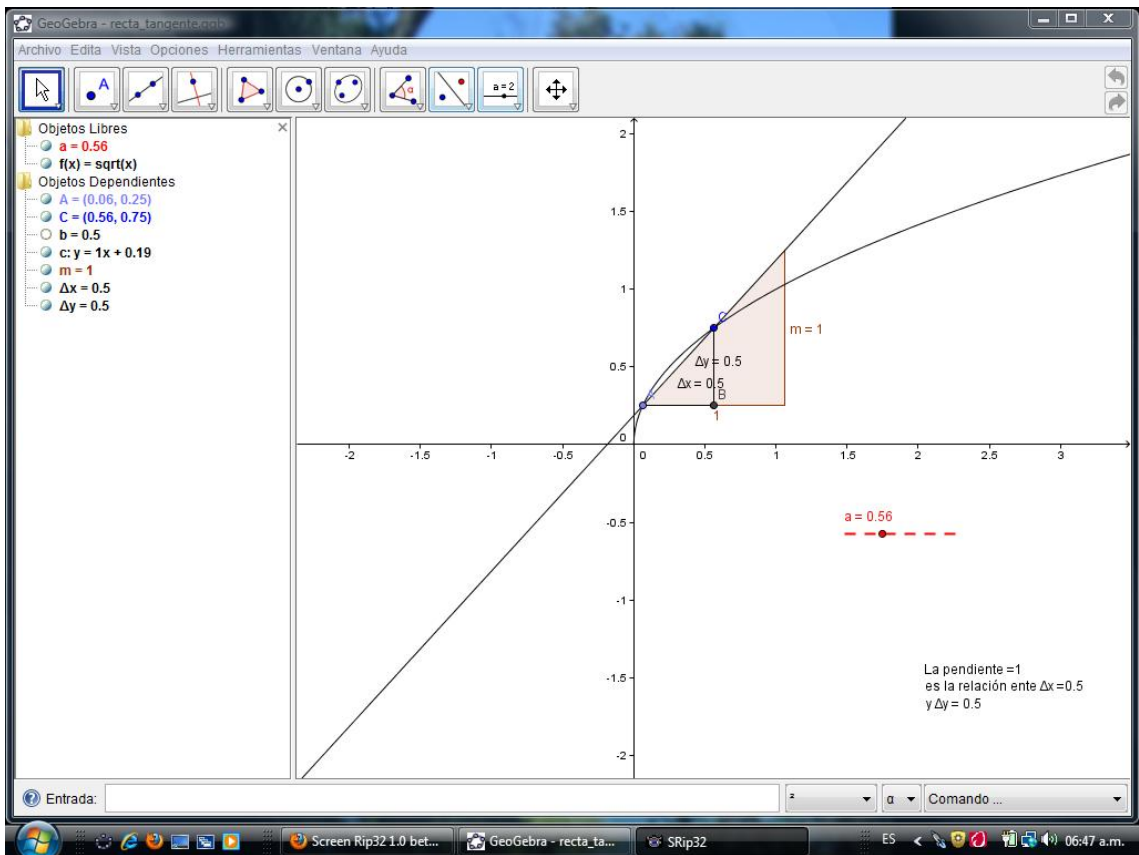 GeoGebra - recta_tangente.ggb
Archivo Edita Vista Opciones Herramientas Ventana Ayuda
A
α
a = 2
Objetos Libres
a = 0.56
f(x) = sqrt(x)
Objetos Dependientes
A = (0.06, 0.25)
C = (0.56, 0.75)
b = 0.5
c: y = 1x + 0.19
m = 1
Δx = 0.5
Δy = 0.5
2
1.5
1
0.5
0
-0.5
-1
-1.5
-2
-2 -1.5 -1 -0.5 0 0.5 1 1.5 2 2.5 3
C
m = 1
Δy = 0.5
Δx = 0.5
A
B
1
a = 0.56
La pendiente =1
es la relación ente Δx =0.5
y Δy = 0.5
Entrada:
²
α
Comando ...
Screen Rip32 1.0 bet...
GeoGebra - recta_ta...
SRip32
ES
06:47 a.m.